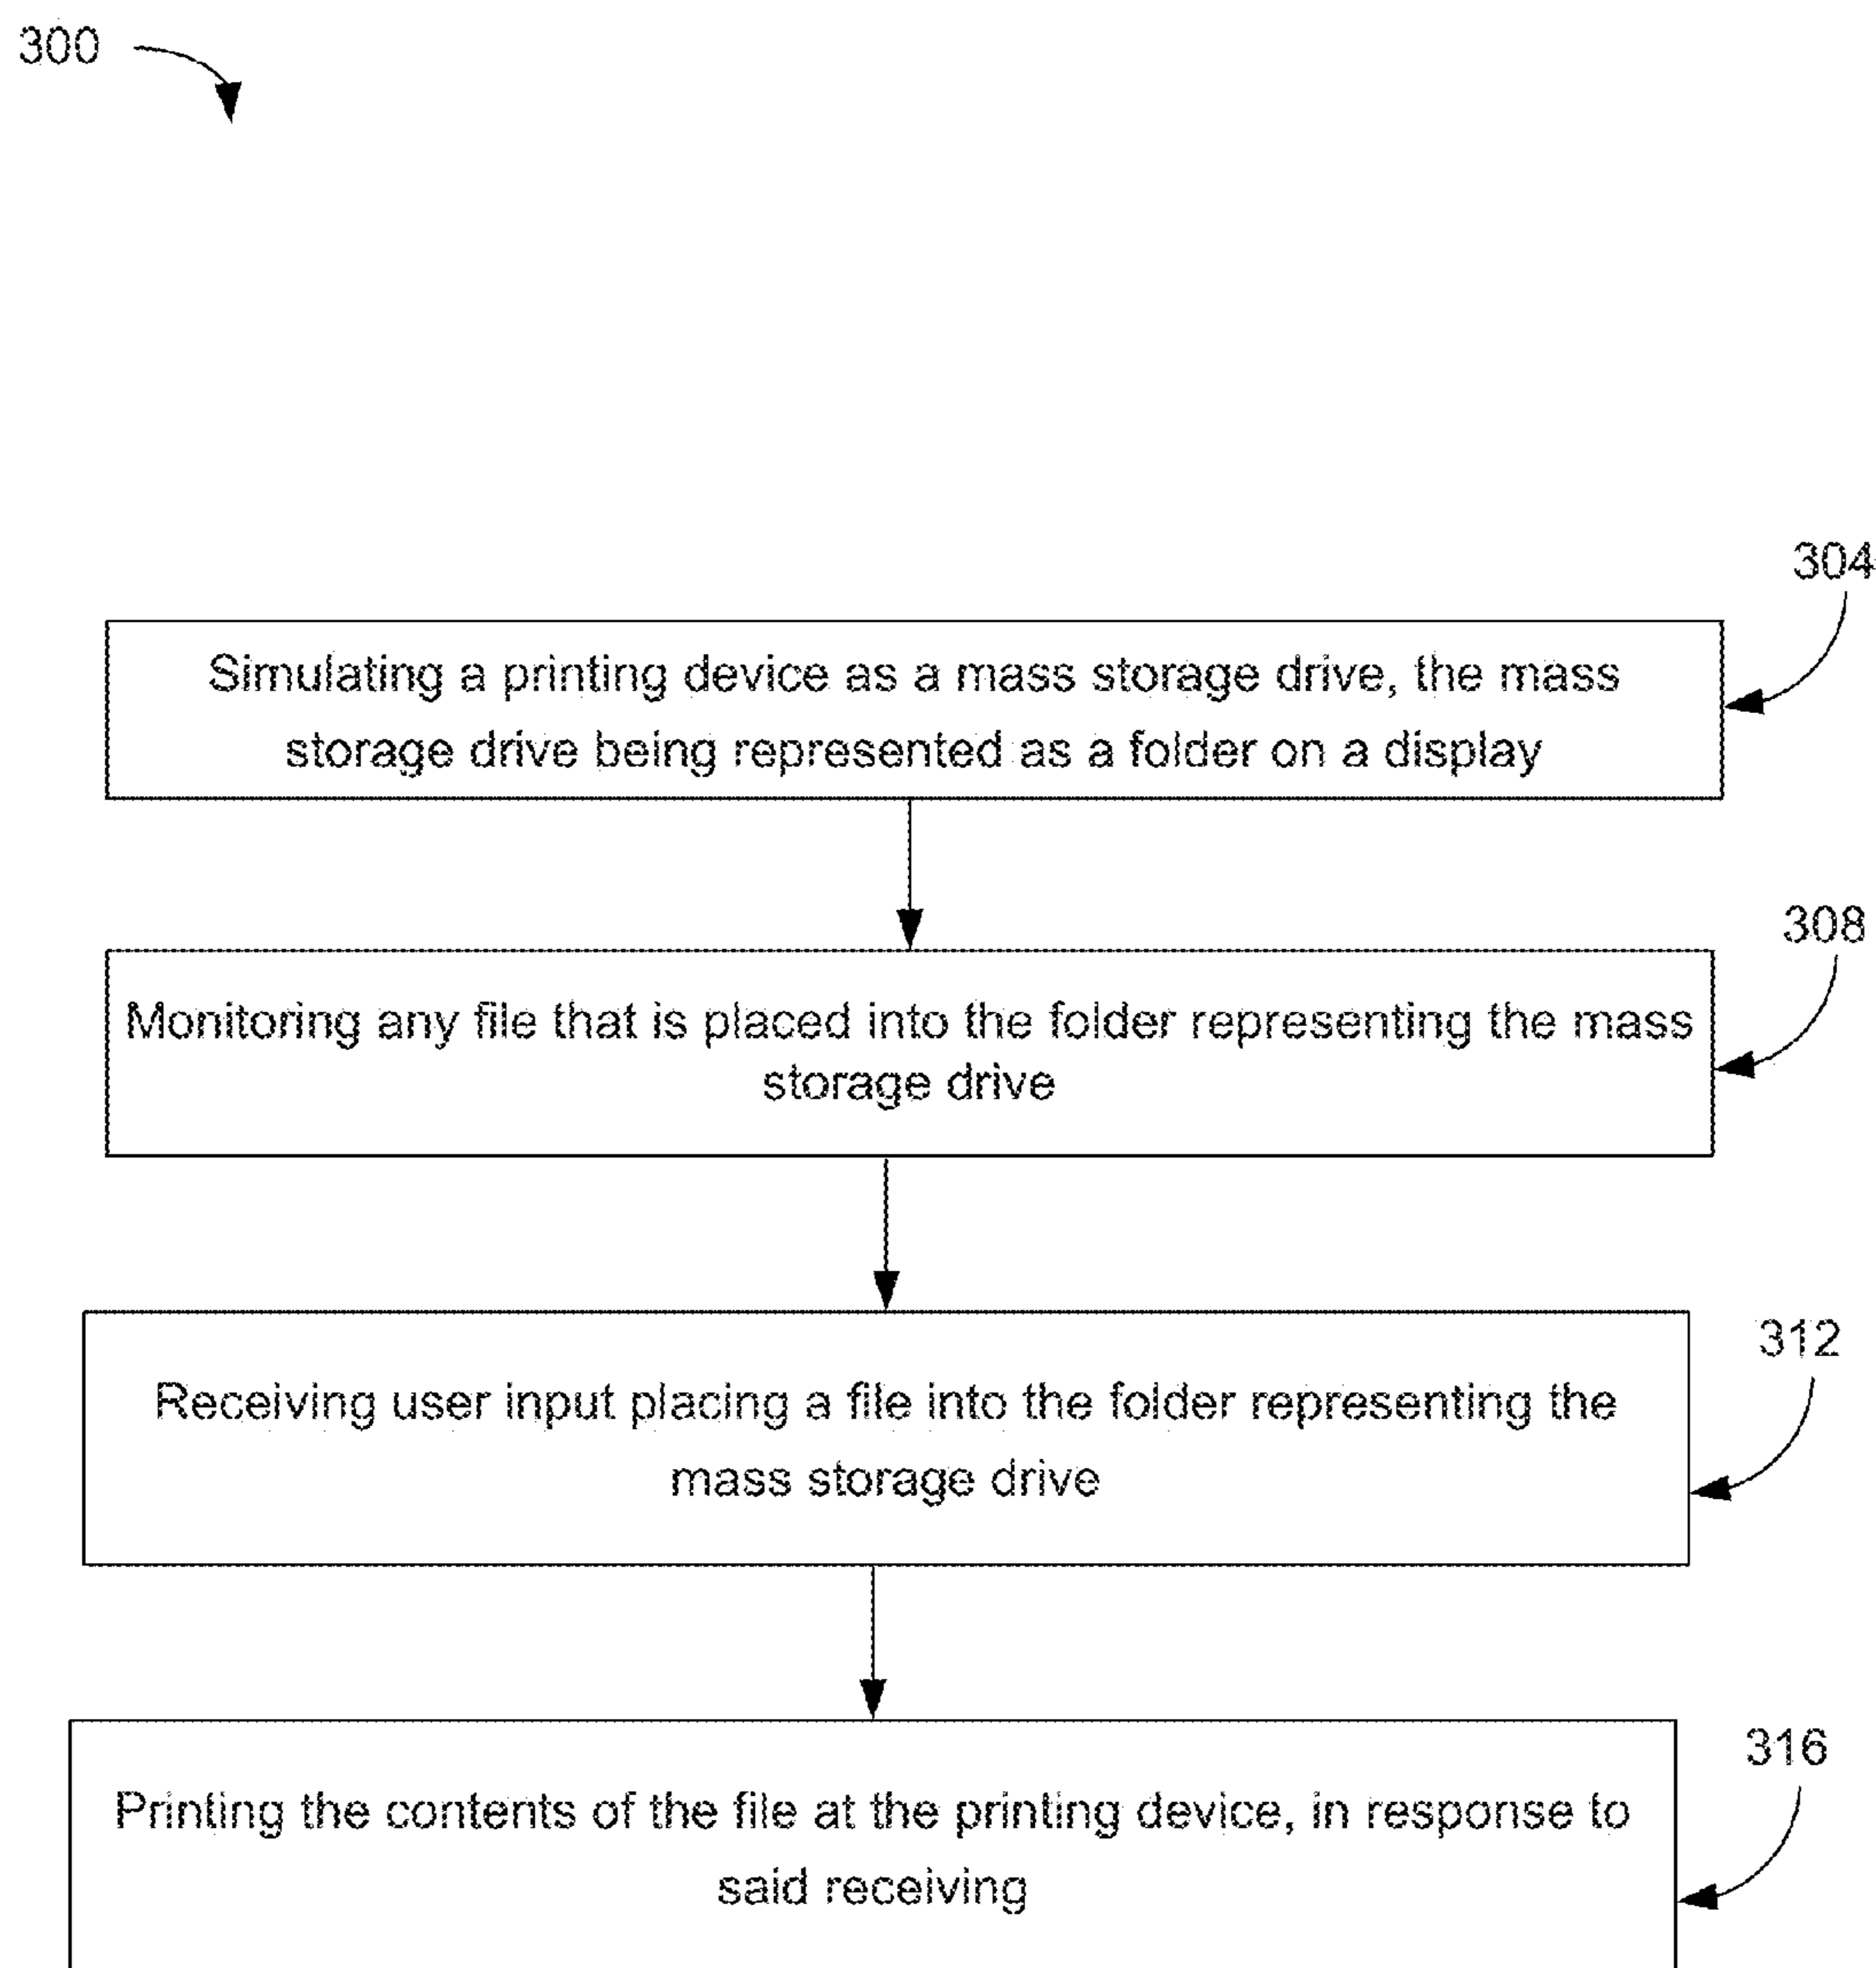 300
304
Simulating a printing device as a mass storage drive, the mass
storage drive being represented as a folder on a display
308
Monitoring any file that is placed into the folder representing the mass
storage drive
312
Receiving user input placing a file into the folder representing the
mass storage drive
316
Printing the contents of the file at the printing device, in response to
said receiving